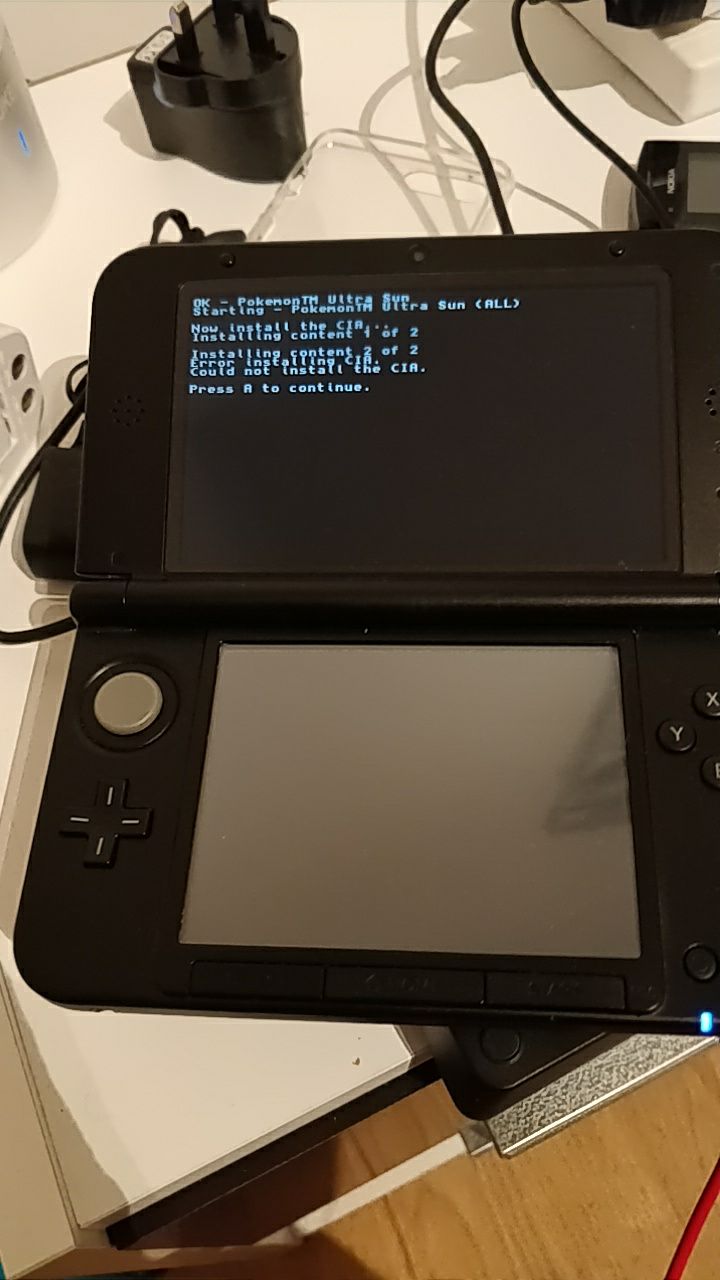 NOKIA
OK - PokemonTM Ultra Sun
Starting - PokemonTM Ultra Sun (ALL)
Now install the CIA...
Installing content 1 of 2
Installing content 2 of 2
Error installing CIA.
Could not install the CIA.
Press A to continue.
X
Y